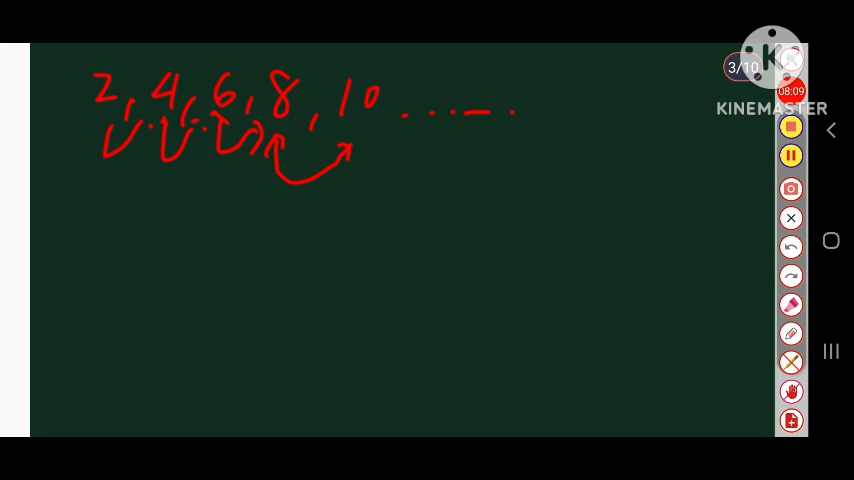 3/10
08:09
KINEMASTER
2, 4, 6, 8, 10 ........